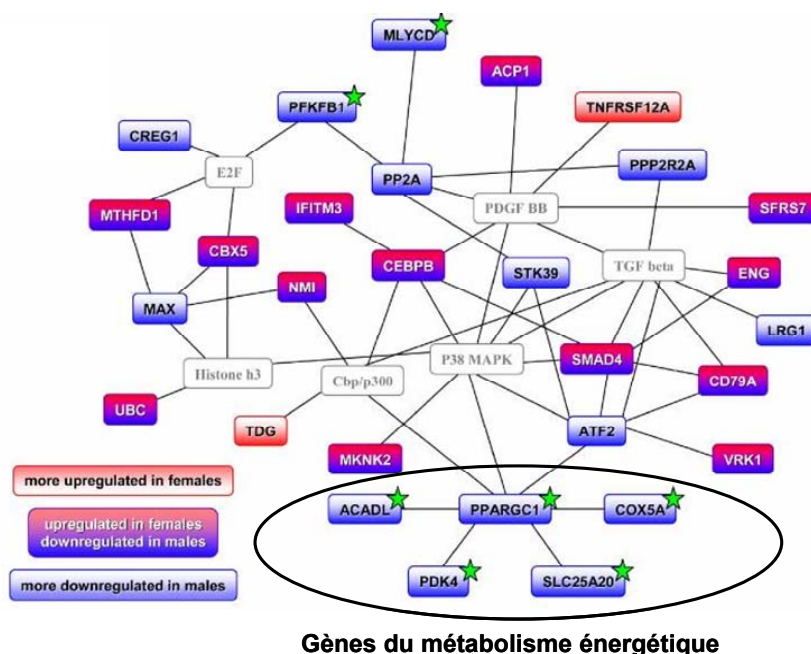 MLYCD
ACP1
PFKFB1
TNFRSF12A
CREG1
E2F
PP2A
PPP2R2A
MTHFD1
IFITM3
PDGF BB
SFRS7
CBX5
CEBPB
STK39
TGF beta
ENG
MAX
NMI
LRG1
Histone h3
Cbp/p300
P38 MAPK
SMAD4
CD79A
UBC
TDG
ATF2
MKNK2
VRK1
more upregulated in females
upregulated in females
downregulated in males
more downregulated in males
ACADL
PPARGC1
COX5A
PDK4
SLC25A20
Gènes du métabolisme énergétique